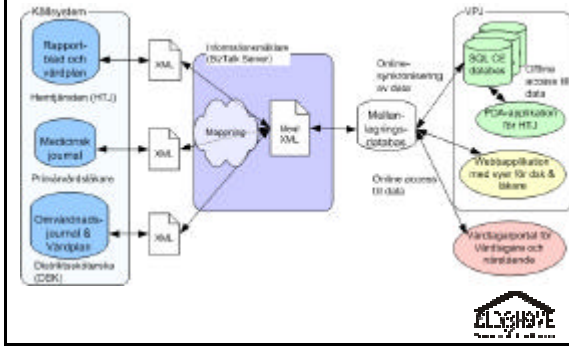 Källsystem
Rapport-
blad och
vårdplan
Hemtjänsten (HTJ)
Medicinsk
journal
Primärvårdsläkare
Omvårdnads-
journal &
Vårdplan
Distriktssköterska
(DSK)
XML
XML
XML
Informationsmäklare
(BizTalk Server)
Mappning
XML
Mellan-
lagrings-
databas
Online-
synkronisering
av data
Online access
till data
VPJ
SQL CE
databas
Offline
access till
data
PDA-applikation
för HTJ
Webbapplikation
med vyer för dsk &
läkare
Vårdtagarportal för
Vårdtagare och
närstående